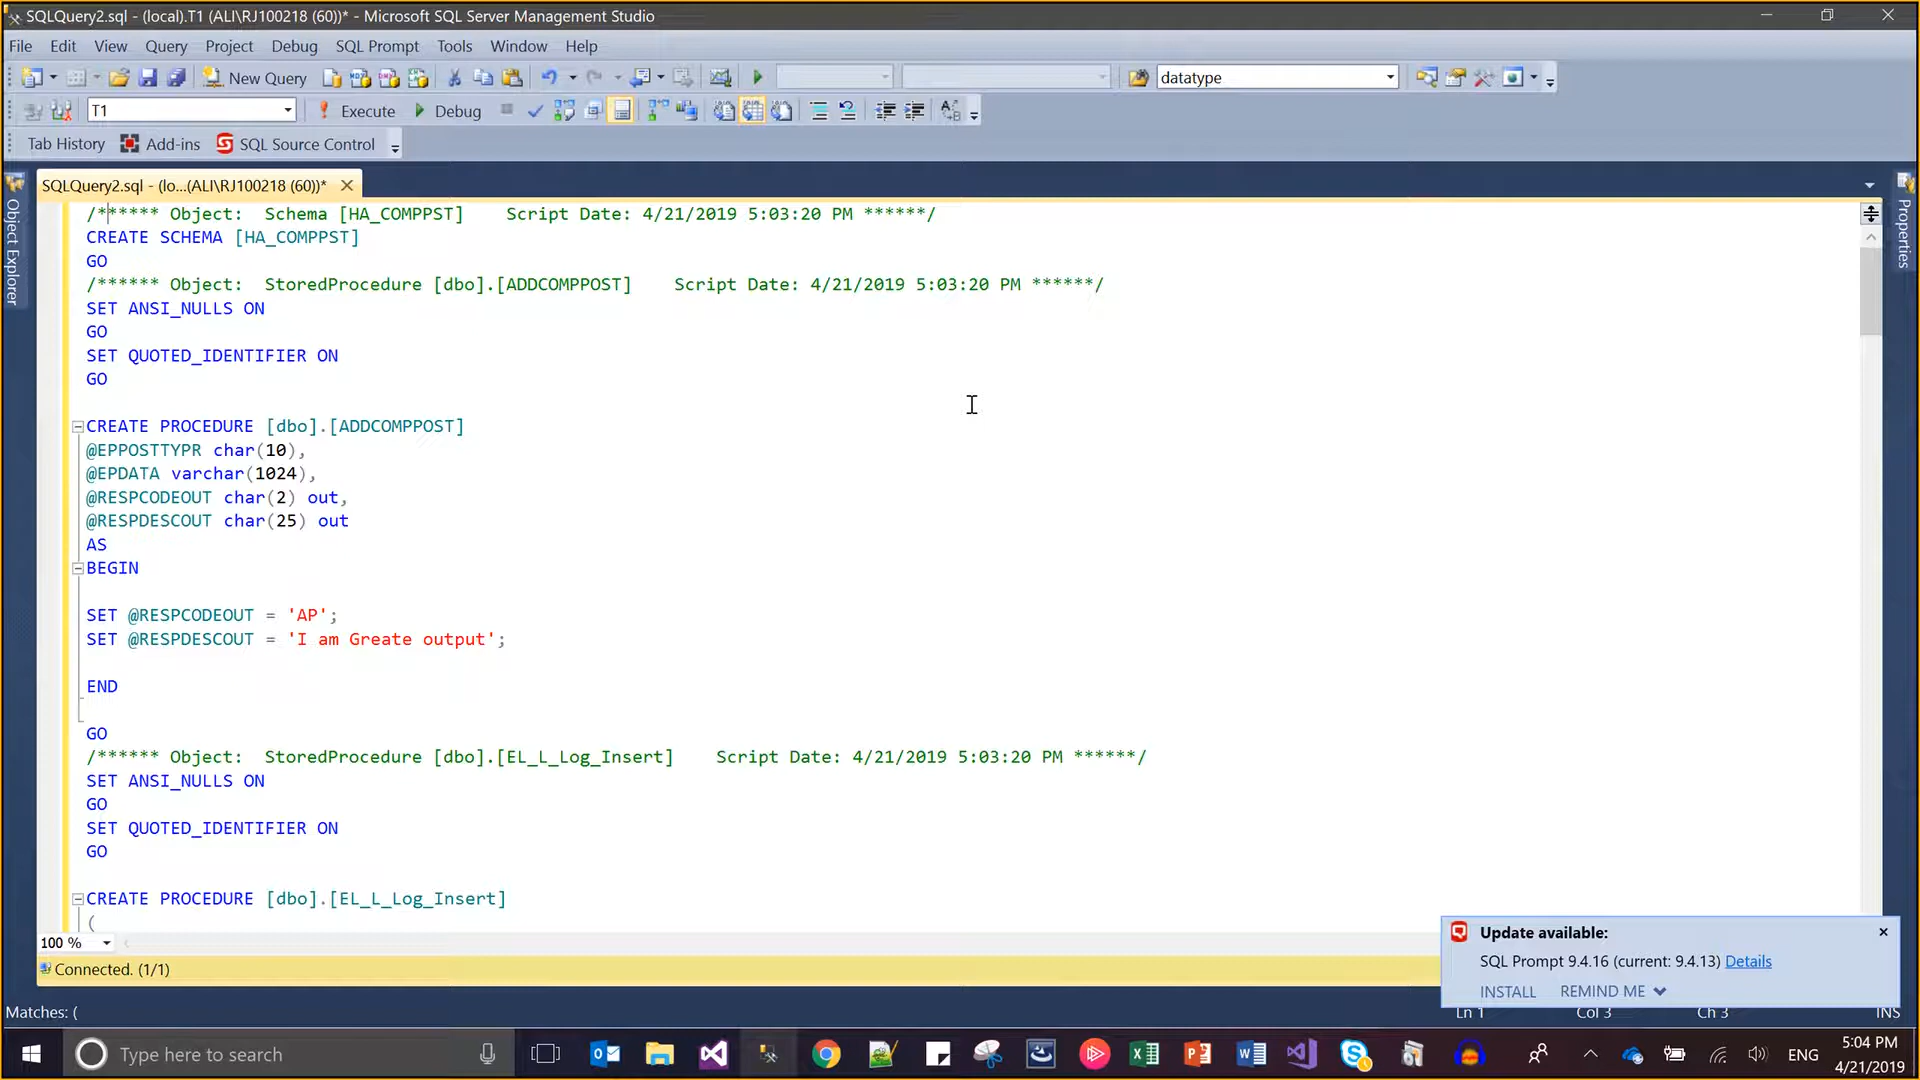 SQLQuery2.sql - (local).T1 (ALI\RJ100218 (60))* - Microsoft SQL Server Management Studio
File Edit View Query Project Debug SQL Prompt Tools Window Help
New Query datatype
T1 Execute Debug
Tab History Add-ins SQL Source Control
SQLQuery2.sql - (lo...(ALI\RJ100218 (60))*
Object Explorer
Properties
/****** Object:  Schema [HA_COMPPST]    Script Date: 4/21/2019 5:03:20 PM ******/
CREATE SCHEMA [HA_COMPPST]
GO
/****** Object:  StoredProcedure [dbo].[ADDCOMPPOST]    Script Date: 4/21/2019 5:03:20 PM ******/
SET ANSI_NULLS ON
GO
SET QUOTED_IDENTIFIER ON
GO
CREATE PROCEDURE [dbo].[ADDCOMPPOST]
@EPPOSTTYPR char(10),
@EPDATA varchar(1024),
@RESPCODEOUT char(2) out,
@RESPDESCOUT char(25) out
AS
BEGIN
SET @RESPCODEOUT = 'AP';
SET @RESPDESCOUT = 'I am Greate output';
END
GO
/****** Object:  StoredProcedure [dbo].[EL_L_Log_Insert]    Script Date: 4/21/2019 5:03:20 PM ******/
SET ANSI_NULLS ON
GO
SET QUOTED_IDENTIFIER ON
GO
CREATE PROCEDURE [dbo].[EL_L_Log_Insert]
(
100 %
Connected. (1/1)
Update available:
SQL Prompt 9.4.16 (current: 9.4.13) Details
INSTALL REMIND ME
Matches: ( Ln 1 Col 3 Ch 3 INS
Type here to search
ENG
5:04 PM
4/21/2019